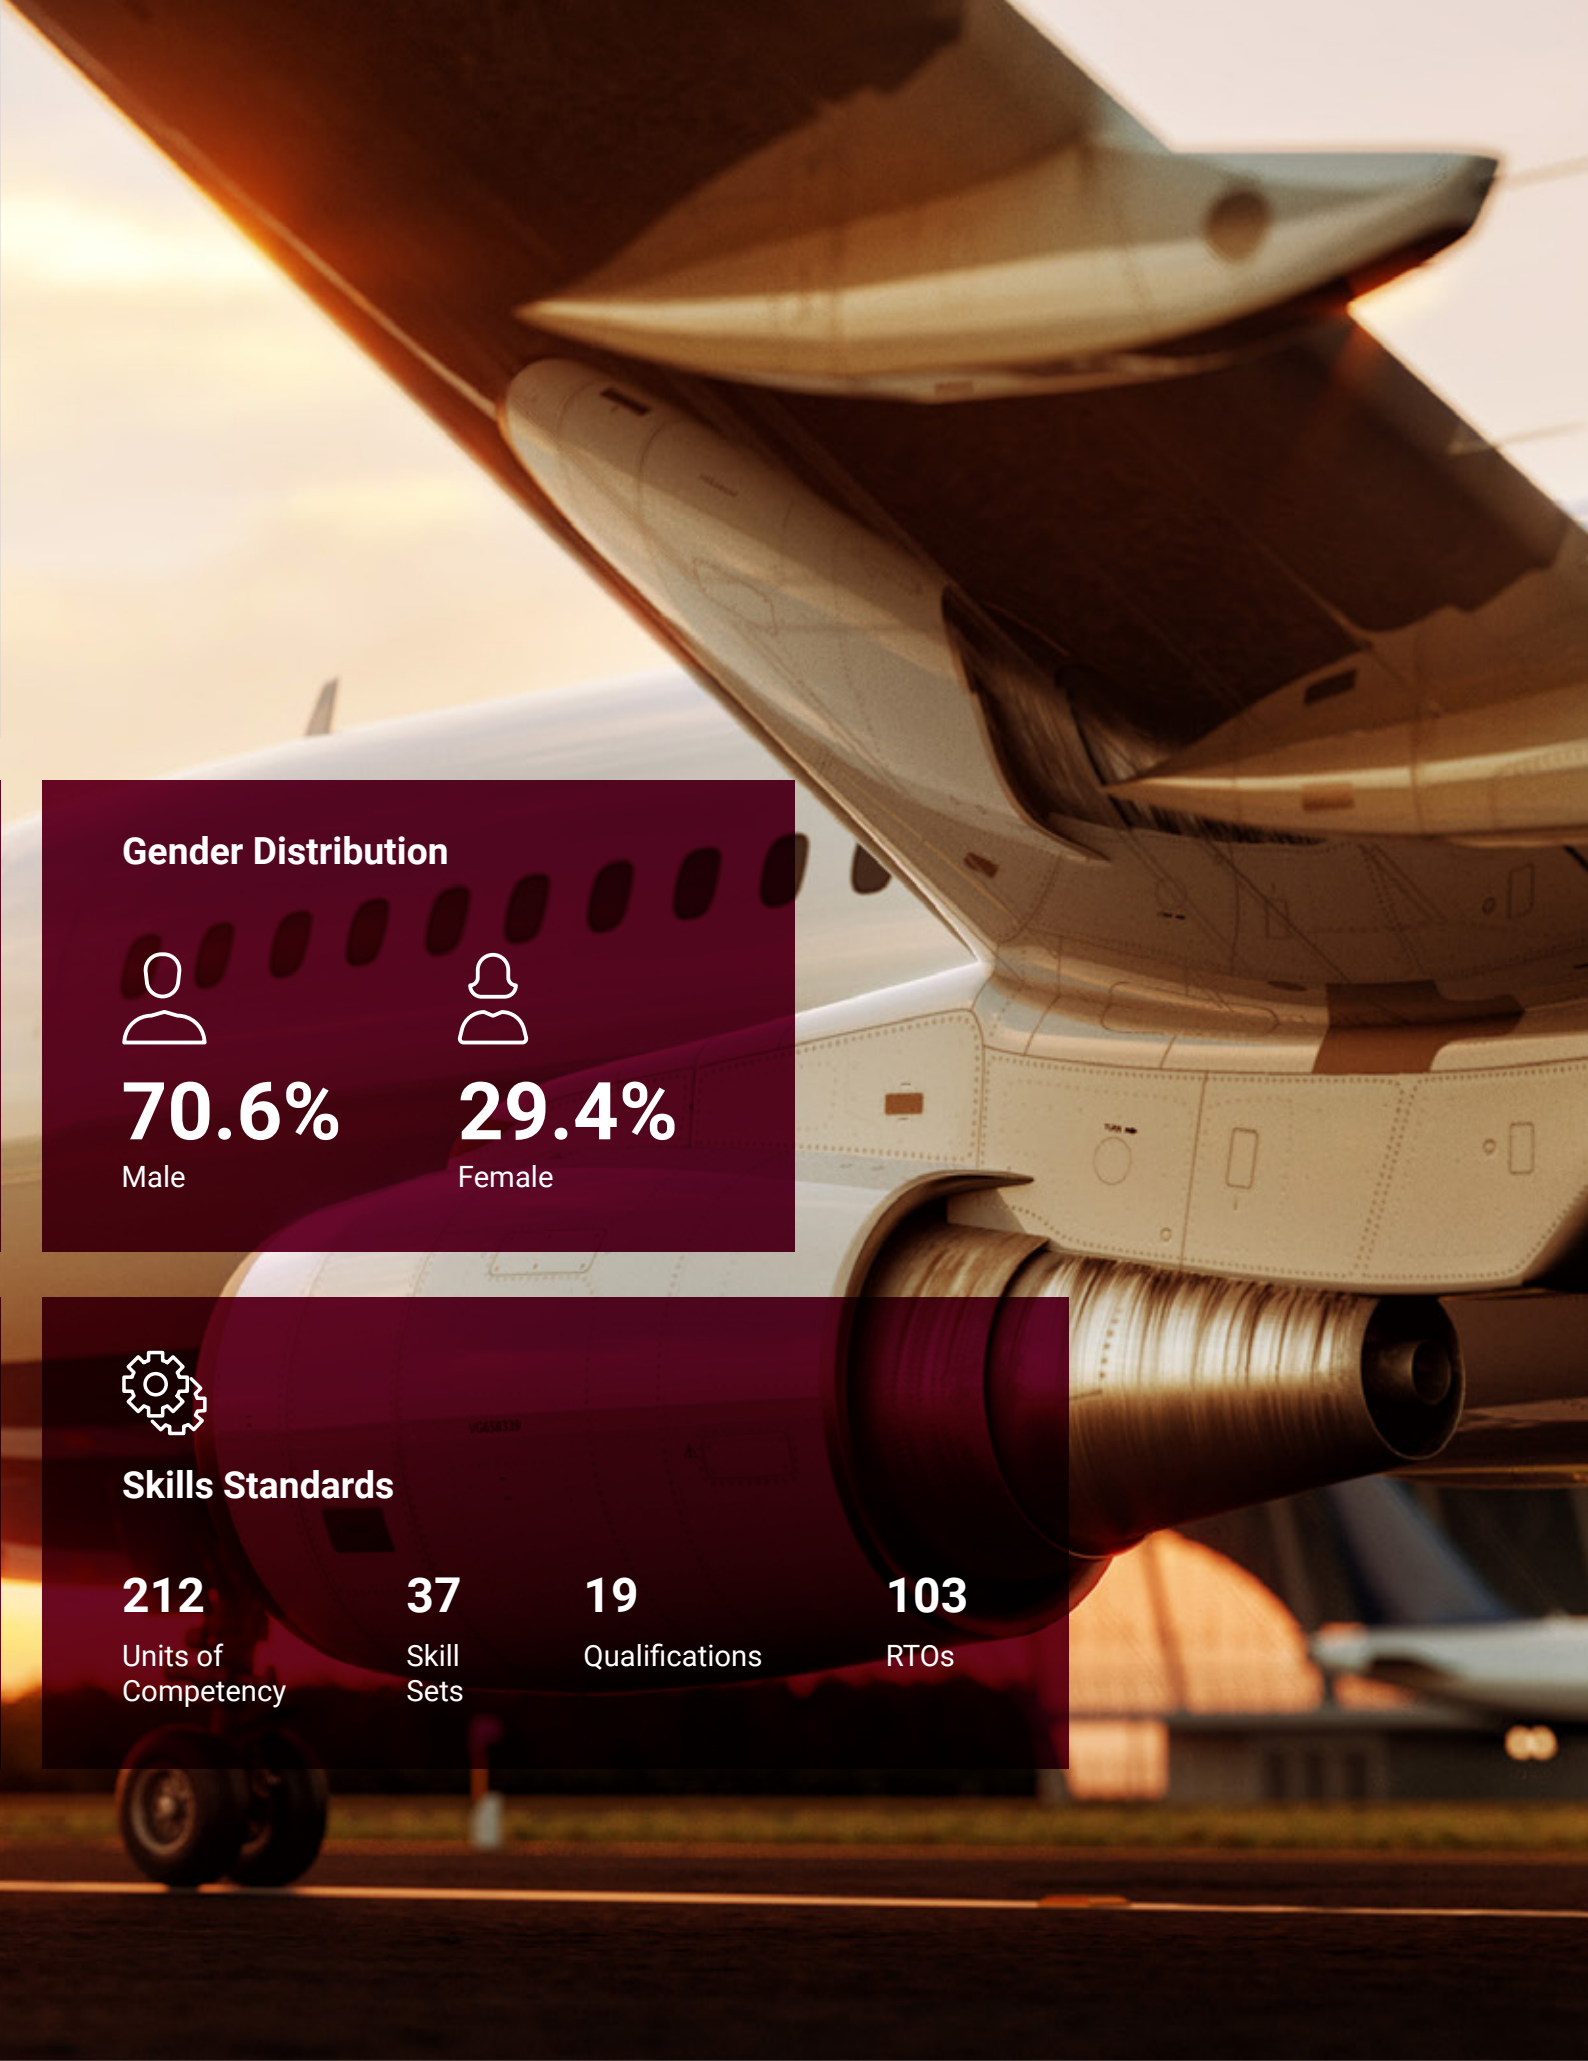 Gender Distribution
70.6%
29.4%
Male
Female
Skills Standards
212
37
19
103
Units of
Competency
Skill
Sets
Qualifications
RTOs